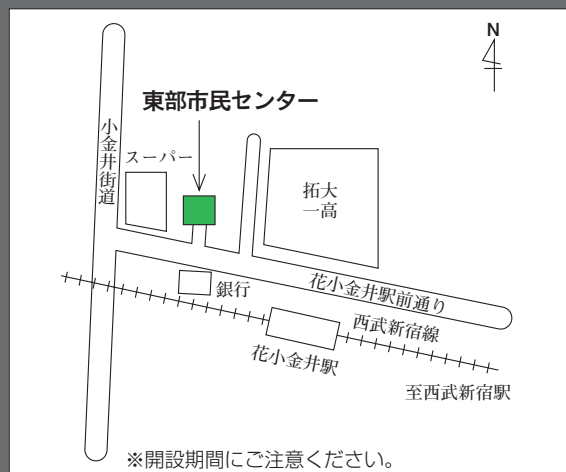 N
東部市民センター
小金井街道
スーパー
拓大
一高
花小金井駅前通り
銀行
西武新宿線
花小金井駅
至西武新宿駅
※開設期間にご注意ください。